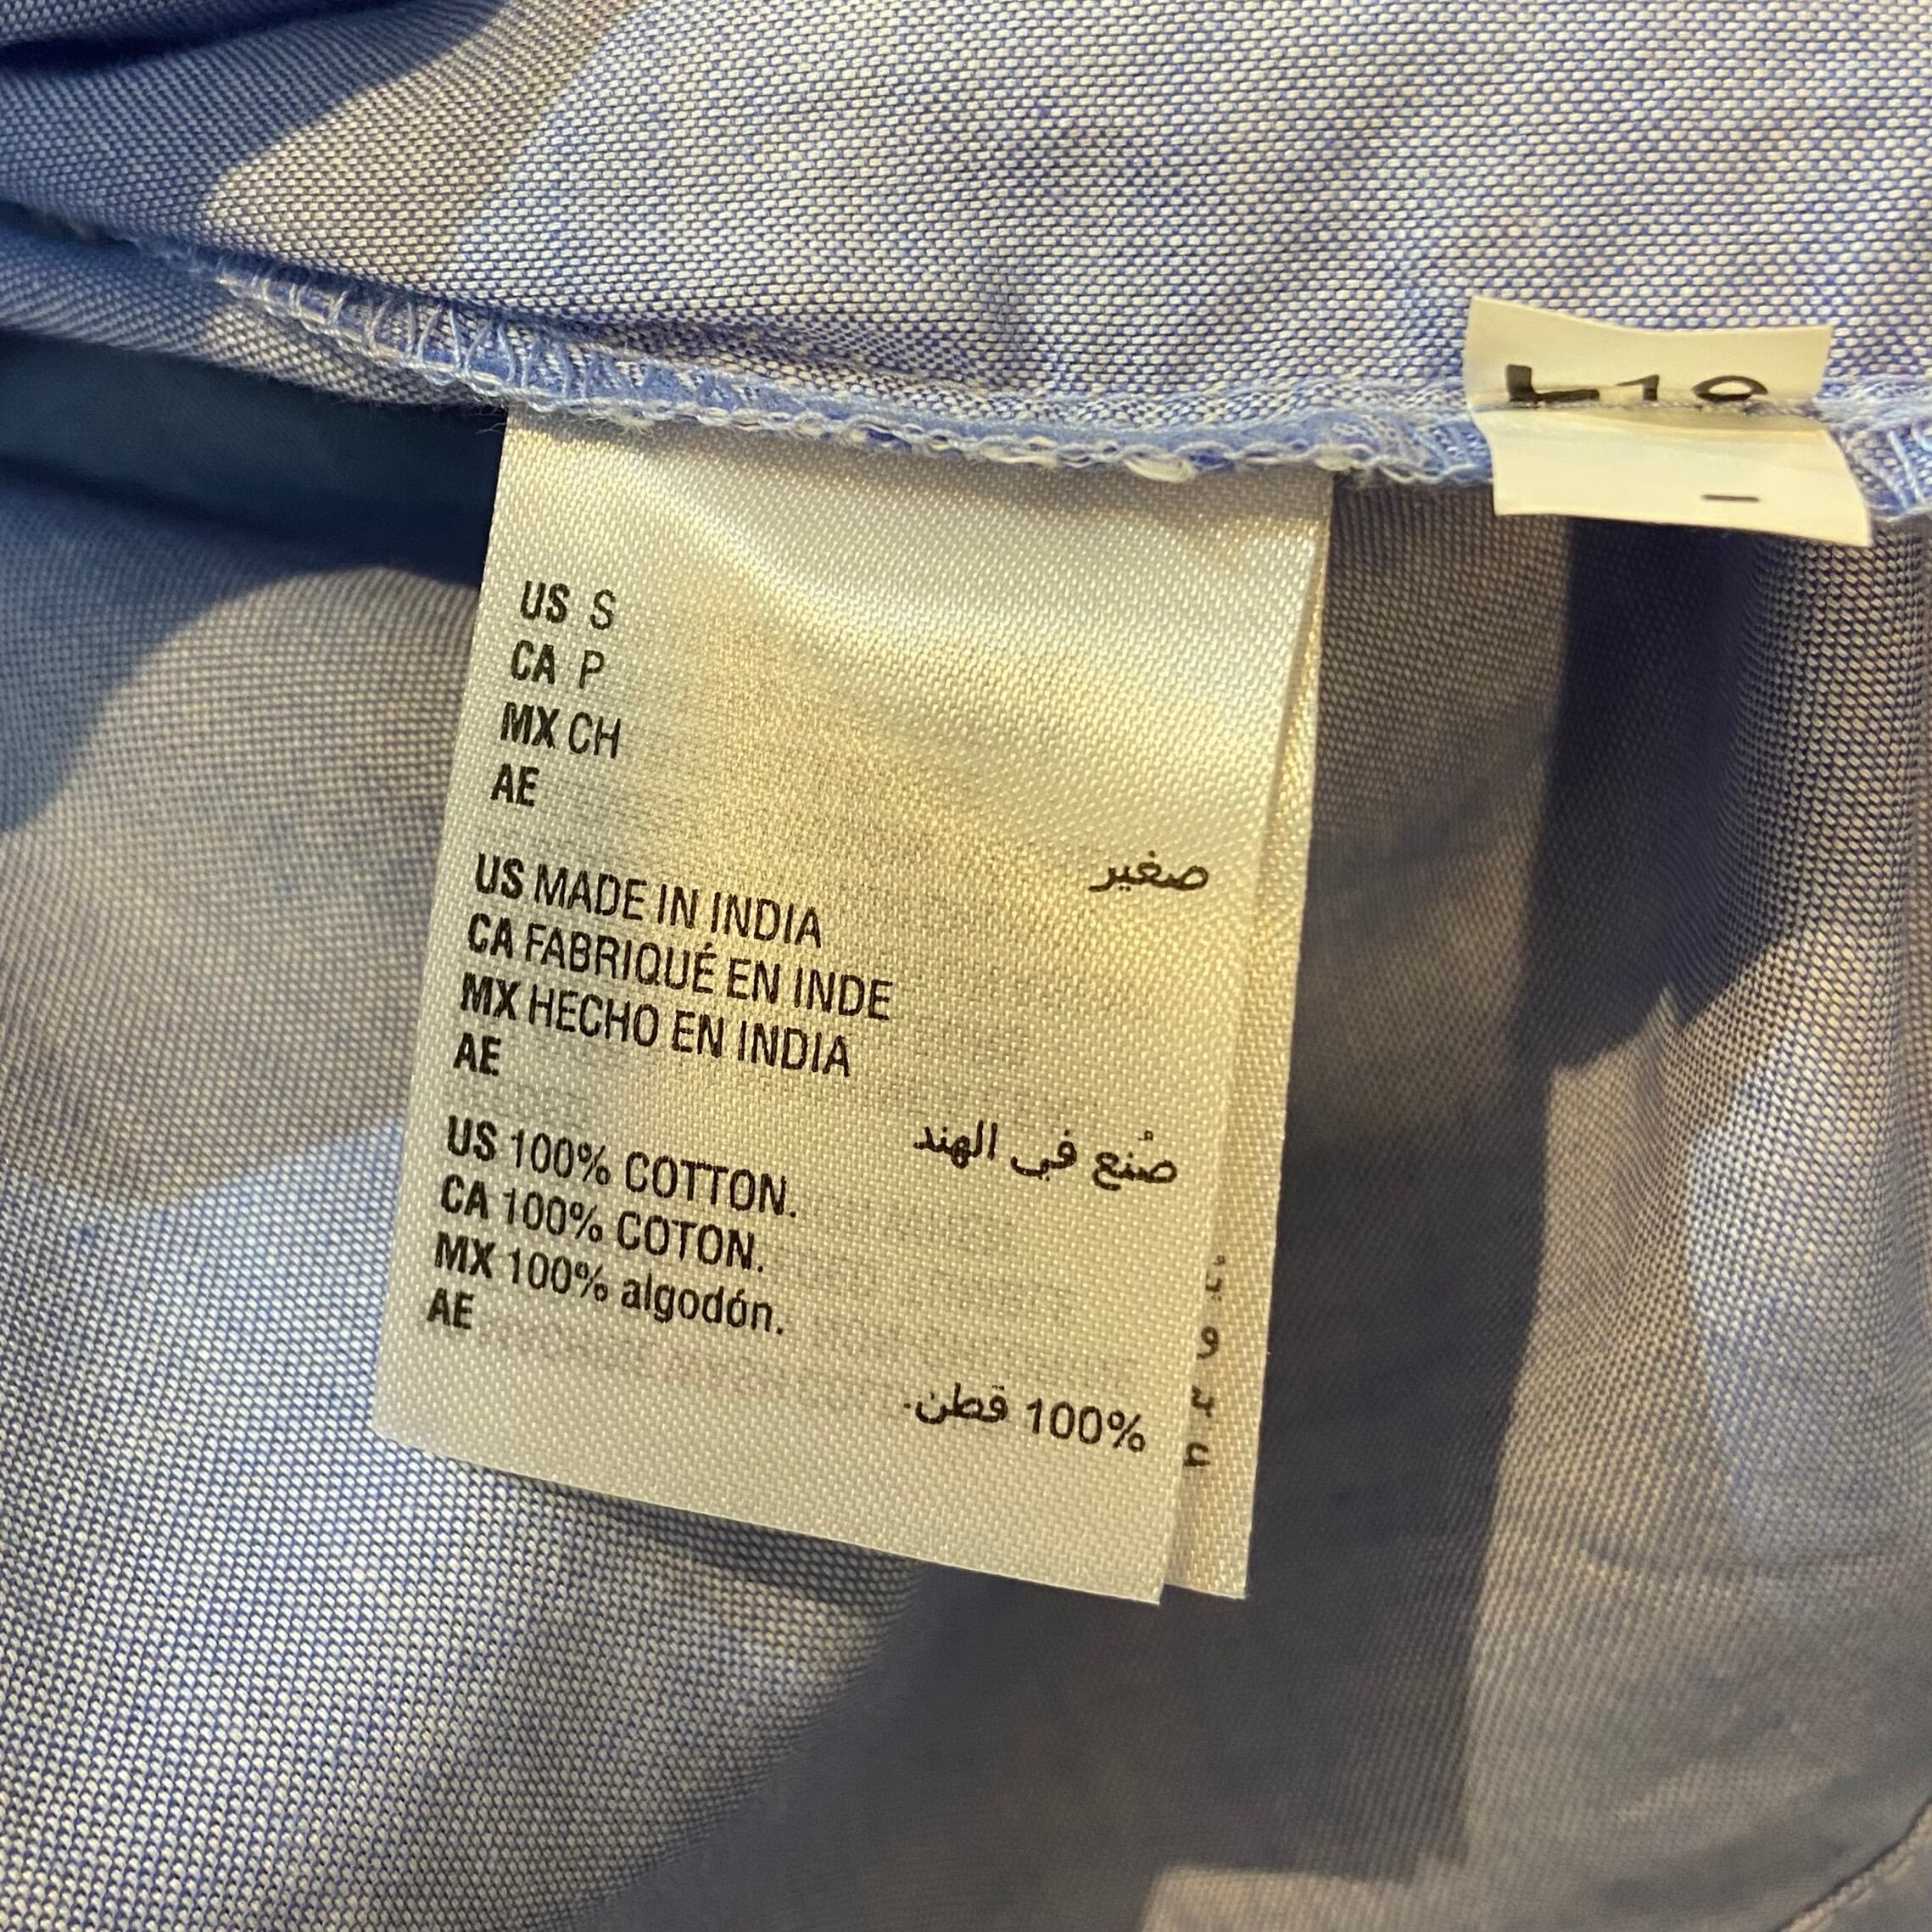 US S
CA P
MX CH
AE
صغير
US MADE IN INDIA
CA FABRIQUÉ EN INDE
MX HECHO EN INDIA
AE
صُنع في الهند
US 100% COTTON.
CA 100% COTON.
MX 100% algodón.
AE
100% قطن.